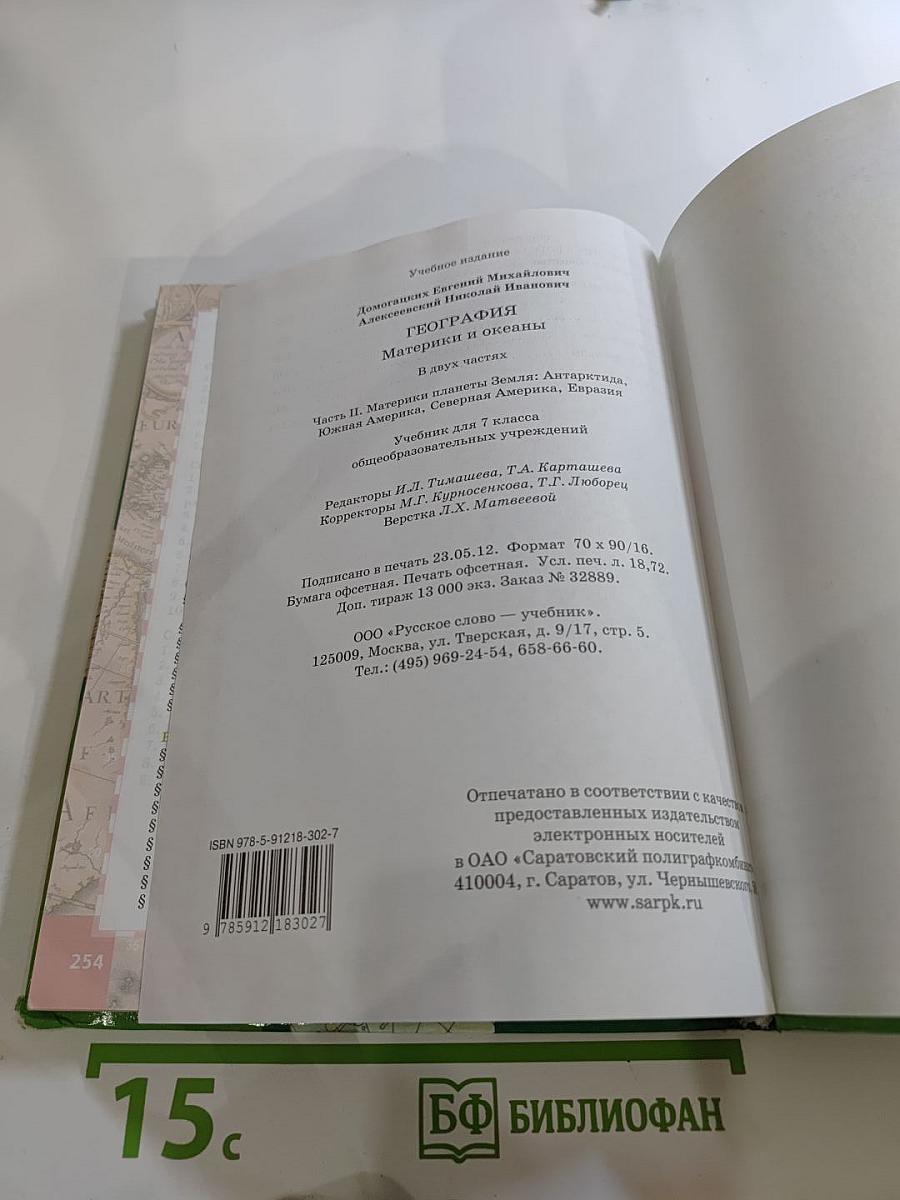 Учебное издание
Домогацких Евгений Михайлович
Алексеевский Николай Иванович
ГЕОГРАФИЯ
Материки и океаны
В двух частях
Часть II. Материки планеты Земля: Антарктида,
Южная Америка, Северная Америка, Евразия
Учебник для 7 класса
общеобразовательных учреждений
Редакторы И.Л. Тимашева, Т.А. Карташева
Корректоры М.Г. Курносенкова, Т.Г. Люборец
Верстка Л.Х. Матвеевой
Подписано в печать 23.05.12. Формат 70 х 90/16.
Бумага офсетная. Печать офсетная. Усл. печ. л. 18,72.
Доп. тираж 13 000 экз. Заказ № 32889.
ООО «Русское слово — учебник».
125009, Москва, ул. Тверская, д. 9/17, стр. 5.
Тел.: (495) 969-24-54, 658-66-60.
Отпечатано в соответствии с
предоставленных издательством
электронных носителей
в ОАО «Саратовский
410004, г. Саратов, ул.
www.sarpk.ru
ISBN 978-5-91218-302-7
9 785912 183027
254
15 с
БФ БИБЛИОФАН